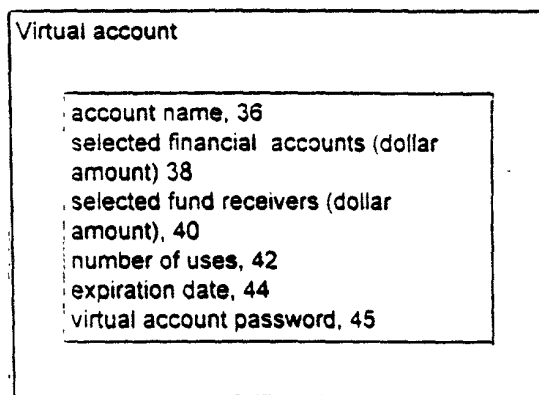 Virtual account
account name, 36
selected financial accounts (dollar
amount) 38
selected fund receivers (dollar
amount), 40
number of uses, 42
expiration date, 44
virtual account password, 45